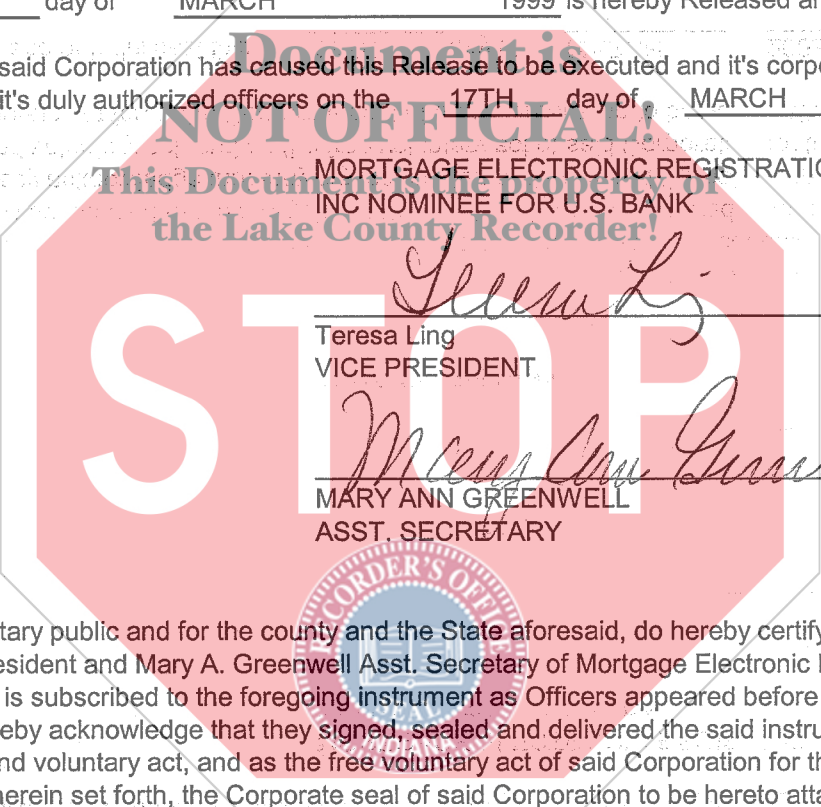 day of MARCH 1999 is hereby Released an
Document is
said Corporation has caused this Release to be executed and it's corpo
it's duly authorized officers on the 17TH day of MARCH
NOT OFFICIAL!
MORTGAGE ELECTRONIC REGISTRATIO
This Document is the property of
INC NOMINEE FOR U.S. BANK
the Lake County Recorder!
Teresa Ling
STOP
Teresa Ling
VICE PRESIDENT
Mary Ann Green
MARY ANN GREENWELL
ASST. SECRETARY
RECORDER'S OFFICE
tary public and for the county and the State aforesaid, do hereby certify
esident and Mary A. Greenwell Asst. Secretary of Mortgage Electronic
is subscribed to the foregoing instrument as Officers appeared before
SEAL
eby acknowledge that they signed, sealed and delivered the said instru
INDIANA
nd voluntary act, and as the free voluntary act of said Corporation for th
herein set forth, the Corporate seal of said Corporation to be hereto atta